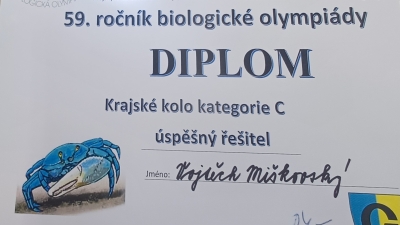 59. ročník biologické olympiády
DIPLOM
Krajské kolo kategorie C
úspěšný řešitel
Jméno: Vojtěch Miškovský
G